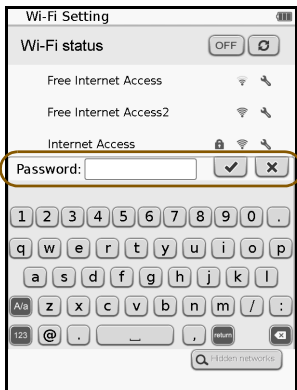 Wi-Fi Setting
Wi-Fi status OFF
Free Internet Access
Free Internet Access2
Internet Access
Password:
1 2 3 4 5 6 7 8 9 0 .
q w e r t y u i o p
a s d f g h j k l
A/a z x c v b n m / :
123 @ . , return
Hidden networks